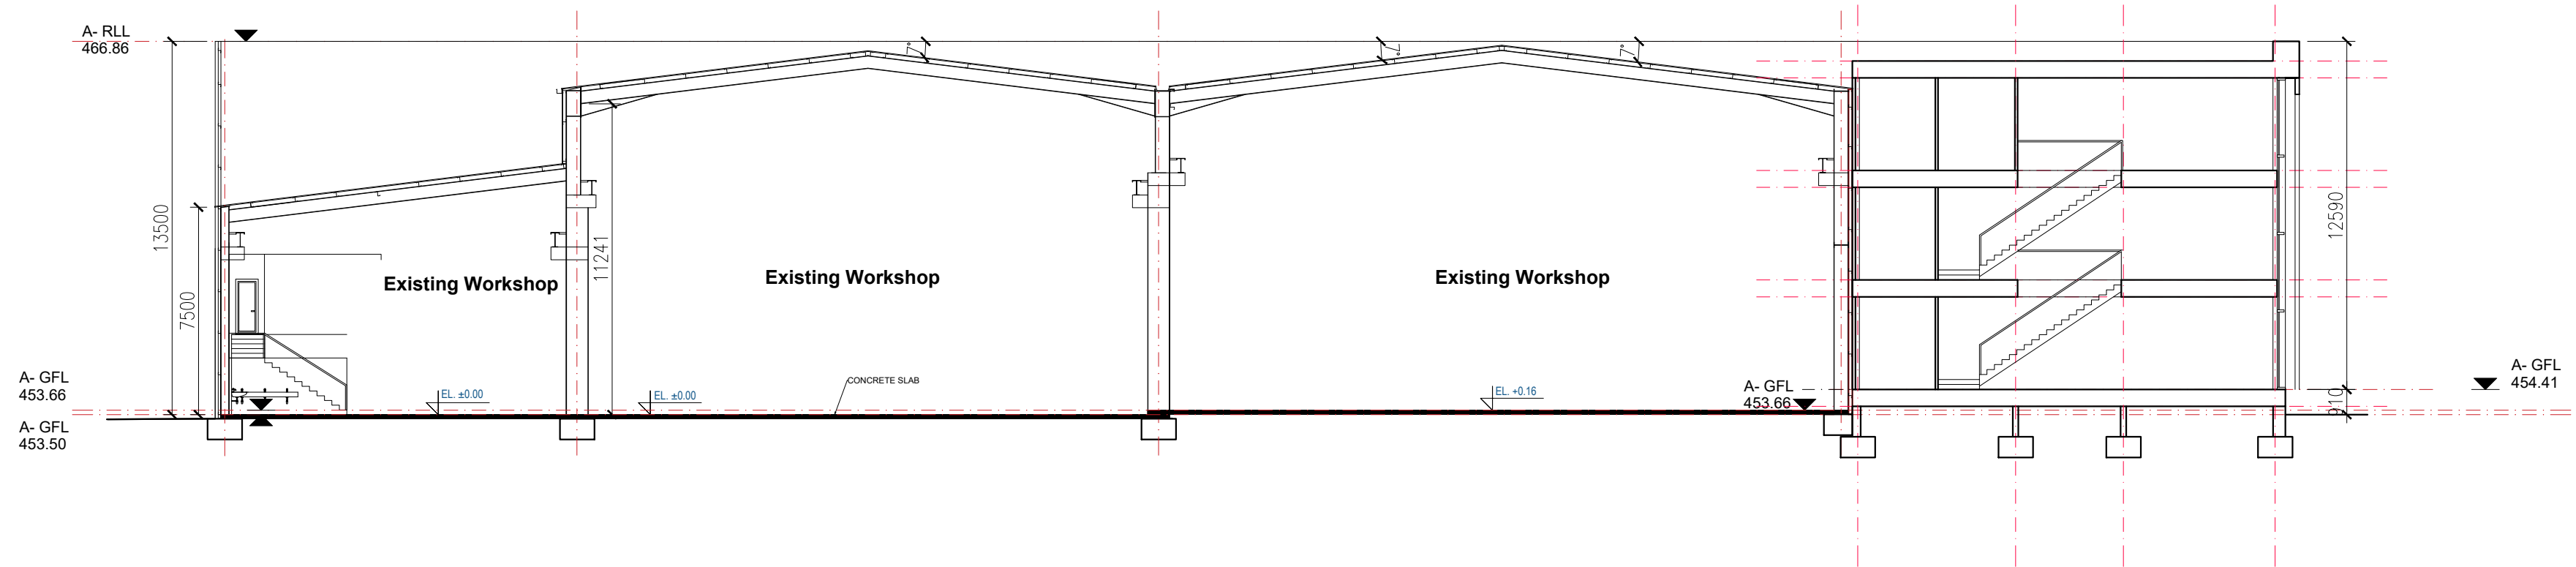 A- RLL
466.86
7°
7°
7°
13500
7500
11241
12590
910
Existing Workshop
Existing Workshop
Existing Workshop
A- GFL
453.66
A- GFL
453.50
EL. ±0.00
EL. ±0.00
CONCRETE SLAB
EL. +0.16
A- GFL
453.66
A- GFL
454.41